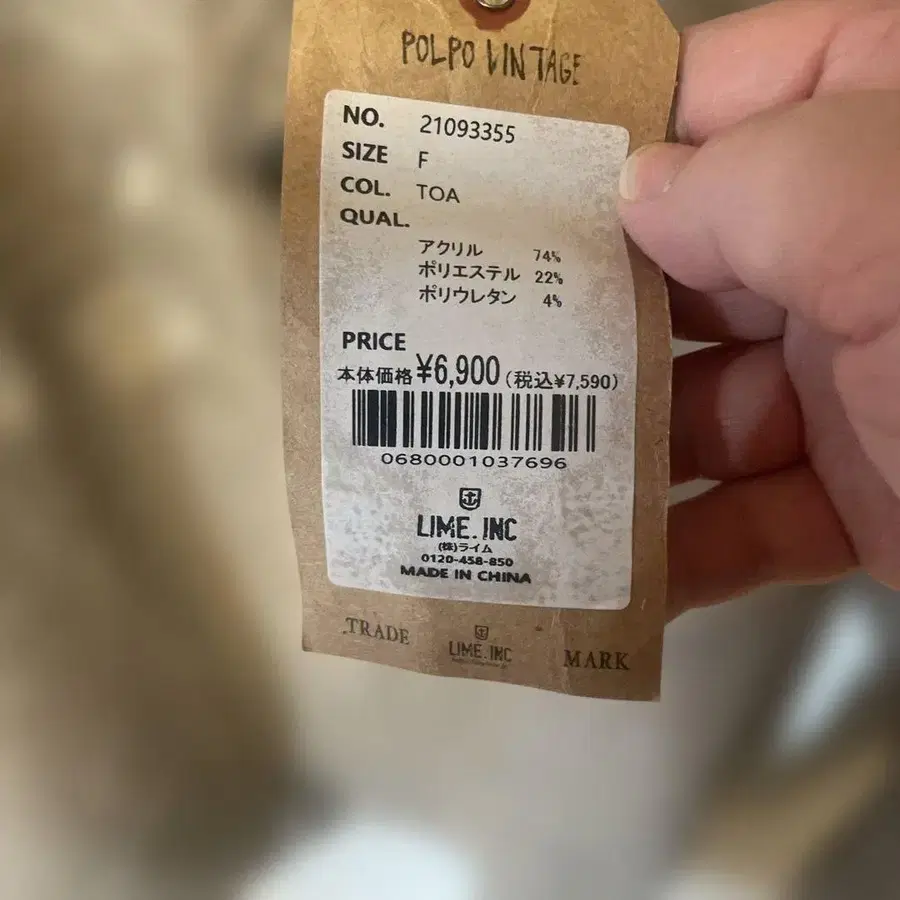 POLPO VINTAGE
NO. 21093355
SIZE F
COL. TOA
QUAL.
アクリル 74%
ポリエステル 22%
ポリウレタン 4%
PRICE
本体価格 ¥6,900 (税込¥7,590)
0680001037696
LIME.INC
(株)ライム
0120-458-850
MADE IN CHINA
TRADE LIME.INC MARK